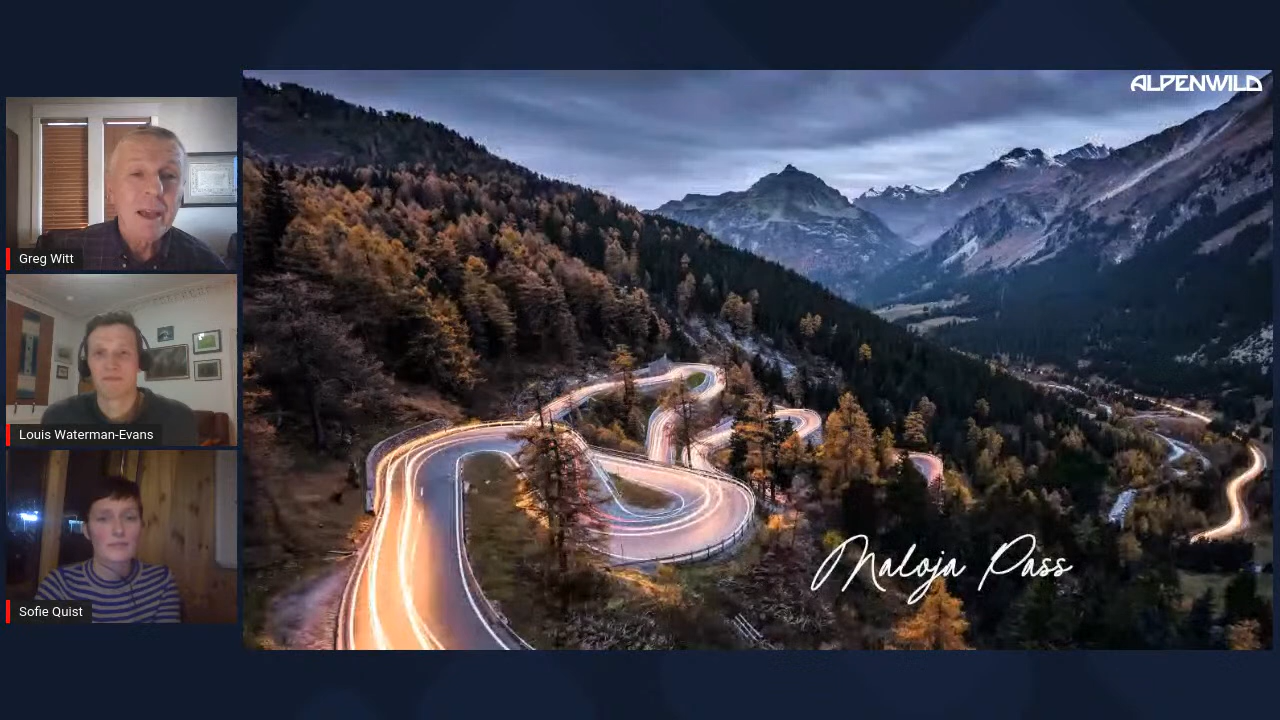 ALPENWILD
Greg Witt
Louis Waterman-Evans
Sofie Quist
Maloja Pass